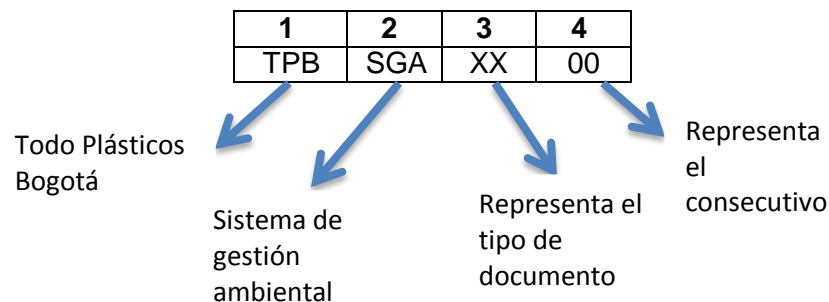 1 2 3 4
TPB SGA XX 00
Todo Plásticos
Bogotá
Sistema de
gestión
ambiental
Representa el
tipo de
documento
Representa
el
consecutivo